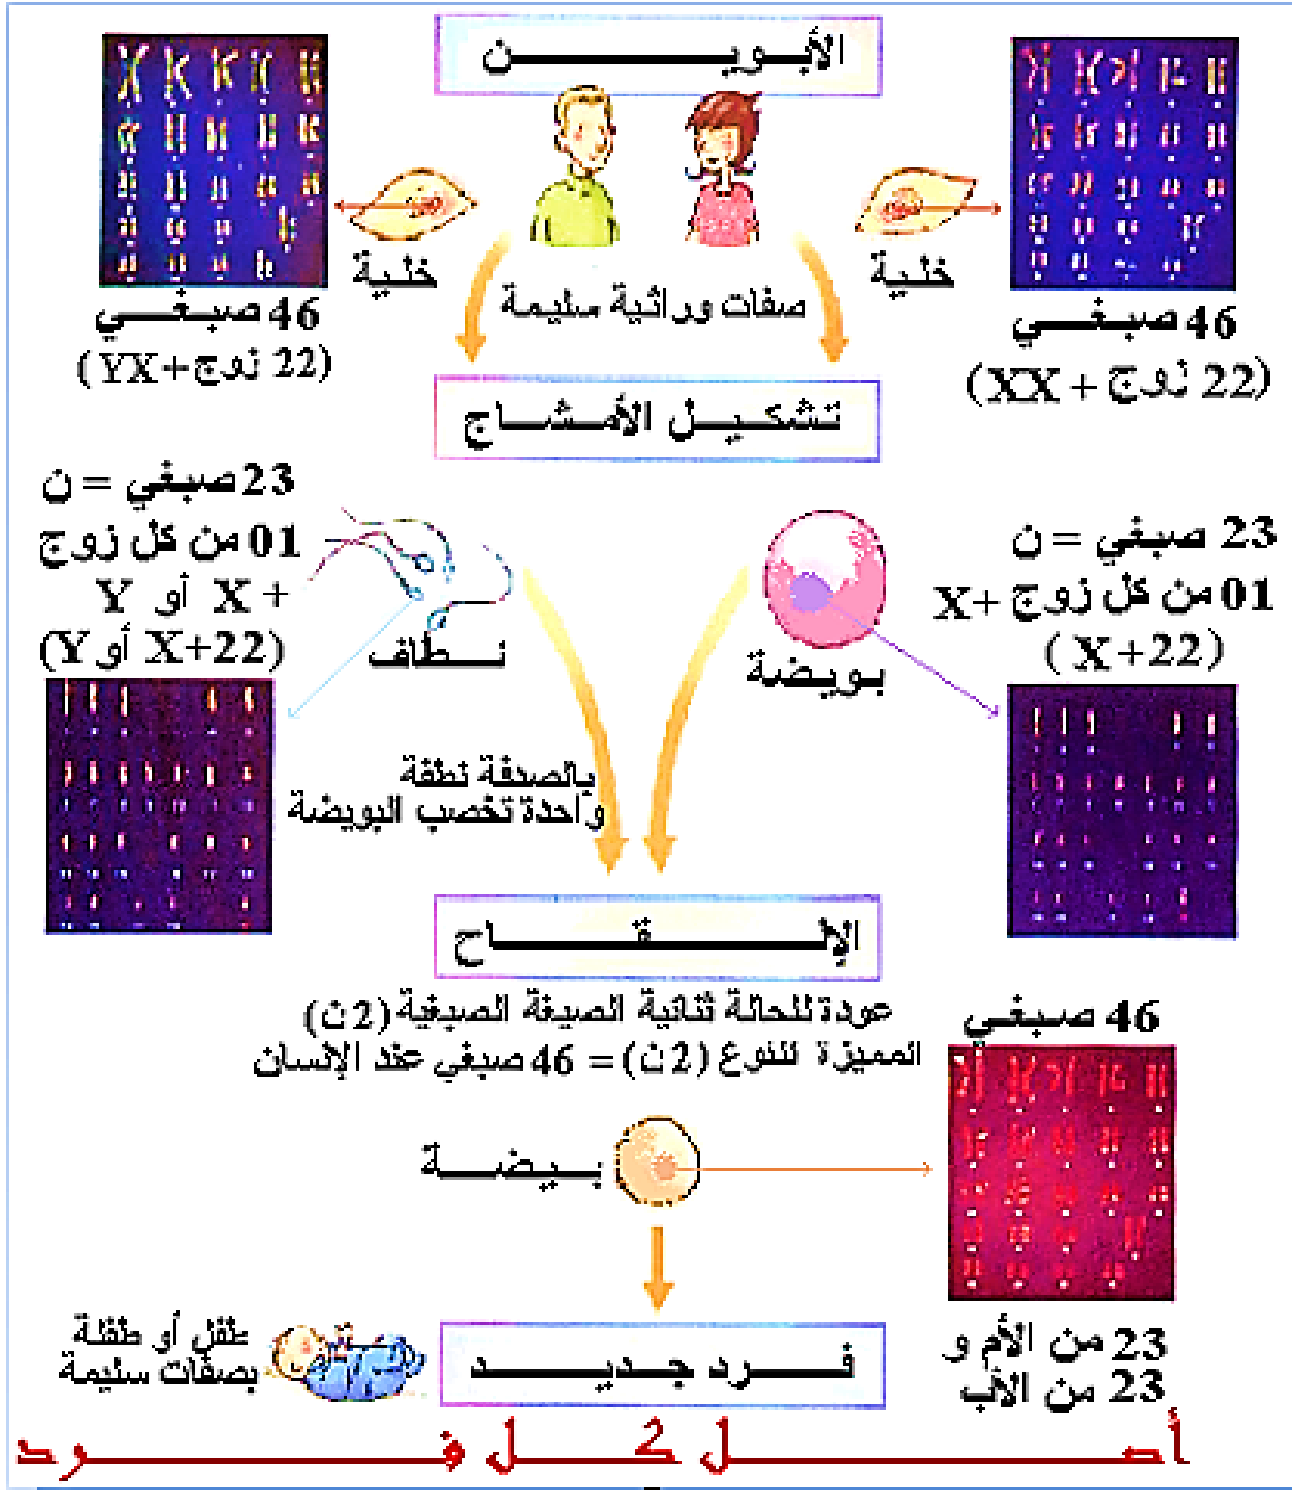 الأبويـــن
خلية
خلية
46 صبغي
(22 زوج+YX)
صفات وراثية سليمة
46 صبغي
(22 زوج + XX)
تشكيل الأمشاج
23 صبغي = ن
01 من كل زوج
+ X أو Y
(22+X أو Y)
نطاف
23 صبغي = ن
01 من كل زوج +X
(22+X)
بويضة
بالصدفة نطفة
واحدة تخصب البويضة
الإلقاح
عودة للحالة ثنائية الصيغة الصبغية (2ن)
المميزة للنوع (2ن) = 46 صبغي عند الإنسان
46 صبغي
بيضة
23 من الأم و
23 من الأب
فرد جديد
طفل أو طفلة
بصفات سليمة
أصل كل فرد